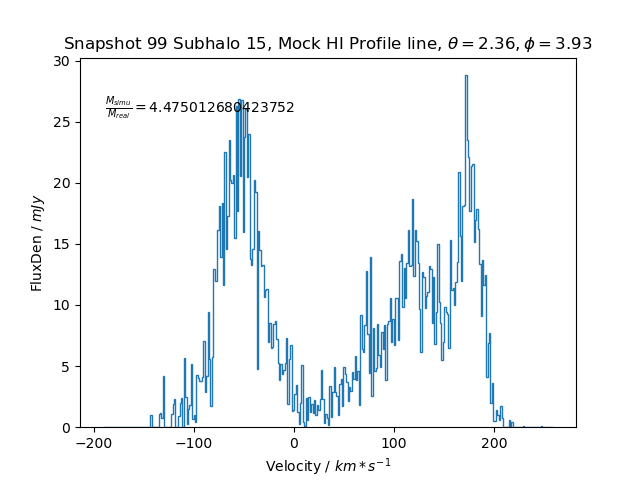 Snapshot 99 Subhalo 15, Mock HI Profile line, θ = 2.36, ϕ = 3.93
M_simu / M_real = 4.475012680423752
FluxDen / mJy
30
25
20
15
10
5
0
−200 −100 0 100 200
Velocity / km * s⁻¹